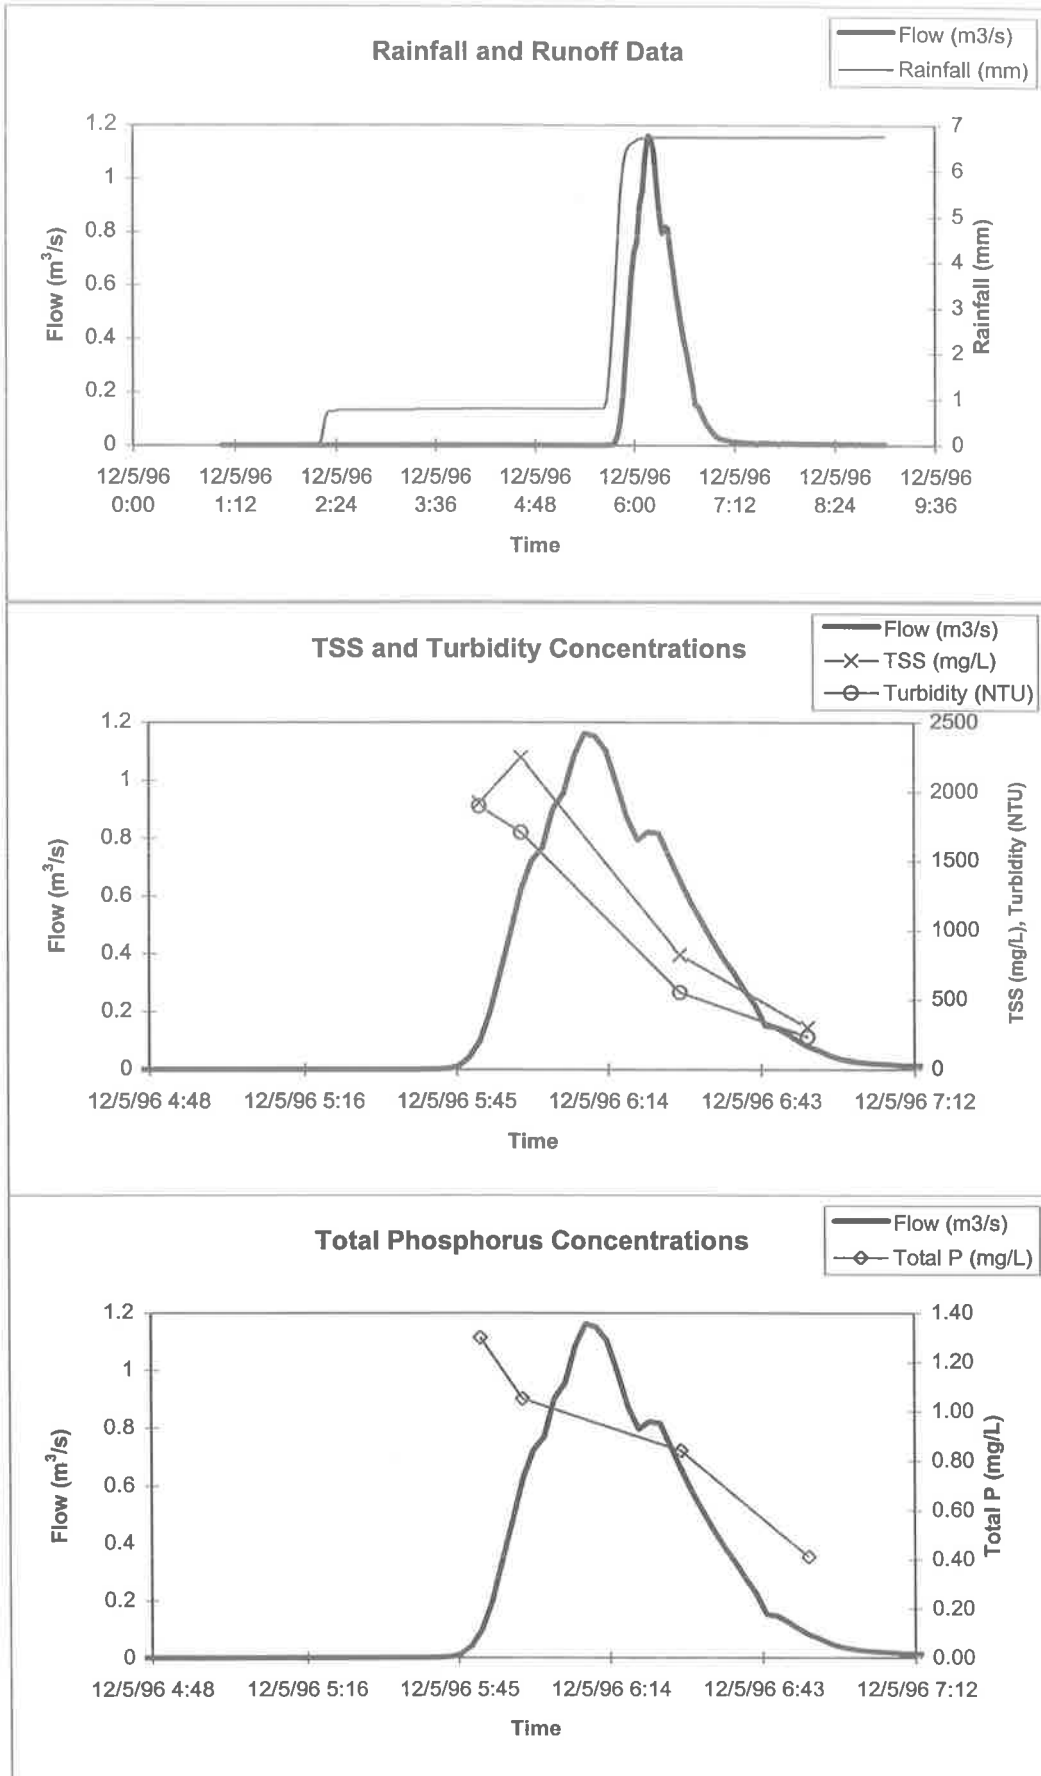 Rainfall and Runoff Data
Flow (m3/s)
Rainfall (mm)
1.2
1
0.8
0.6
0.4
0.2
0
Flow (m³/s)
7
6
5
4
3
2
1
0
Rainfall (mm)
12/5/96 12/5/96 12/5/96 12/5/96 12/5/96 12/5/96 12/5/96 12/5/96 12/5/96
0:00 1:12 2:24 3:36 4:48 6:00 7:12 8:24 9:36
Time
TSS and Turbidity Concentrations
Flow (m3/s)
TSS (mg/L)
Turbidity (NTU)
1.2
1
0.8
0.6
0.4
0.2
0
Flow (m³/s)
2500
2000
1500
1000
500
0
TSS (mg/L), Turbidity (NTU)
12/5/96 4:48 12/5/96 5:16 12/5/96 5:45 12/5/96 6:14 12/5/96 6:43 12/5/96 7:12
Time
Total Phosphorus Concentrations
Flow (m3/s)
Total P (mg/L)
1.2
1
0.8
0.6
0.4
0.2
0
Flow (m³/s)
1.40
1.20
1.00
0.80
0.60
0.40
0.20
0.00
Total P (mg/L)
12/5/96 4:48 12/5/96 5:16 12/5/96 5:45 12/5/96 6:14 12/5/96 6:43 12/5/96 7:12
Time